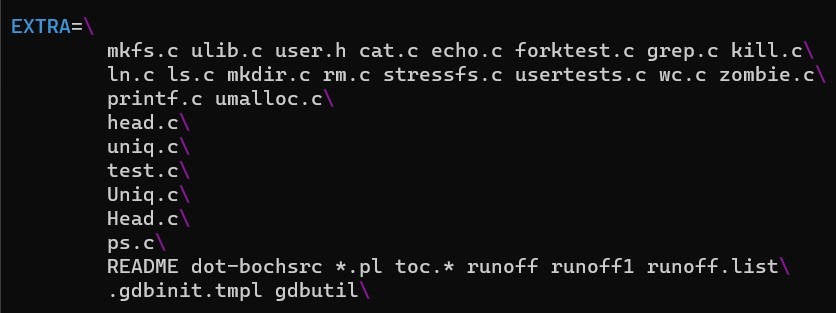 EXTRA=\
mkfs.c ulib.c user.h cat.c echo.c forktest.c grep.c kill.c\
ln.c ls.c mkdir.c rm.c stressfs.c usertests.c wc.c zombie.c\
printf.c umalloc.c\
head.c\
uniq.c\
test.c\
Uniq.c\
Head.c\
ps.c\
README dot-bochsrc *.pl toc.* runoff runoff1 runoff.list\
.gdbinit.tmpl gdbutil\